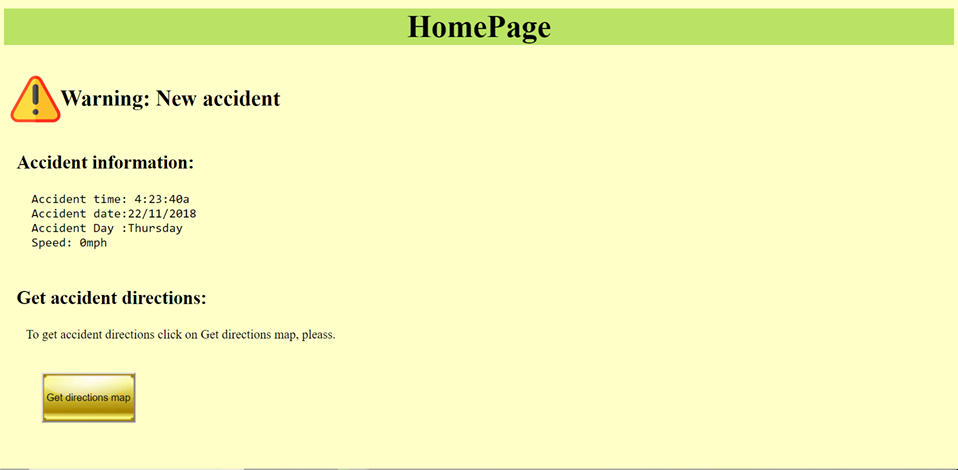 HomePage
Warning: New accident
Accident information:
Accident time: 4:23:40a
Accident date:22/11/2018
Accident Day :Thursday
Speed: 0mph
Get accident directions:
To get accident directions click on Get directions map, pleass.
Get directions map